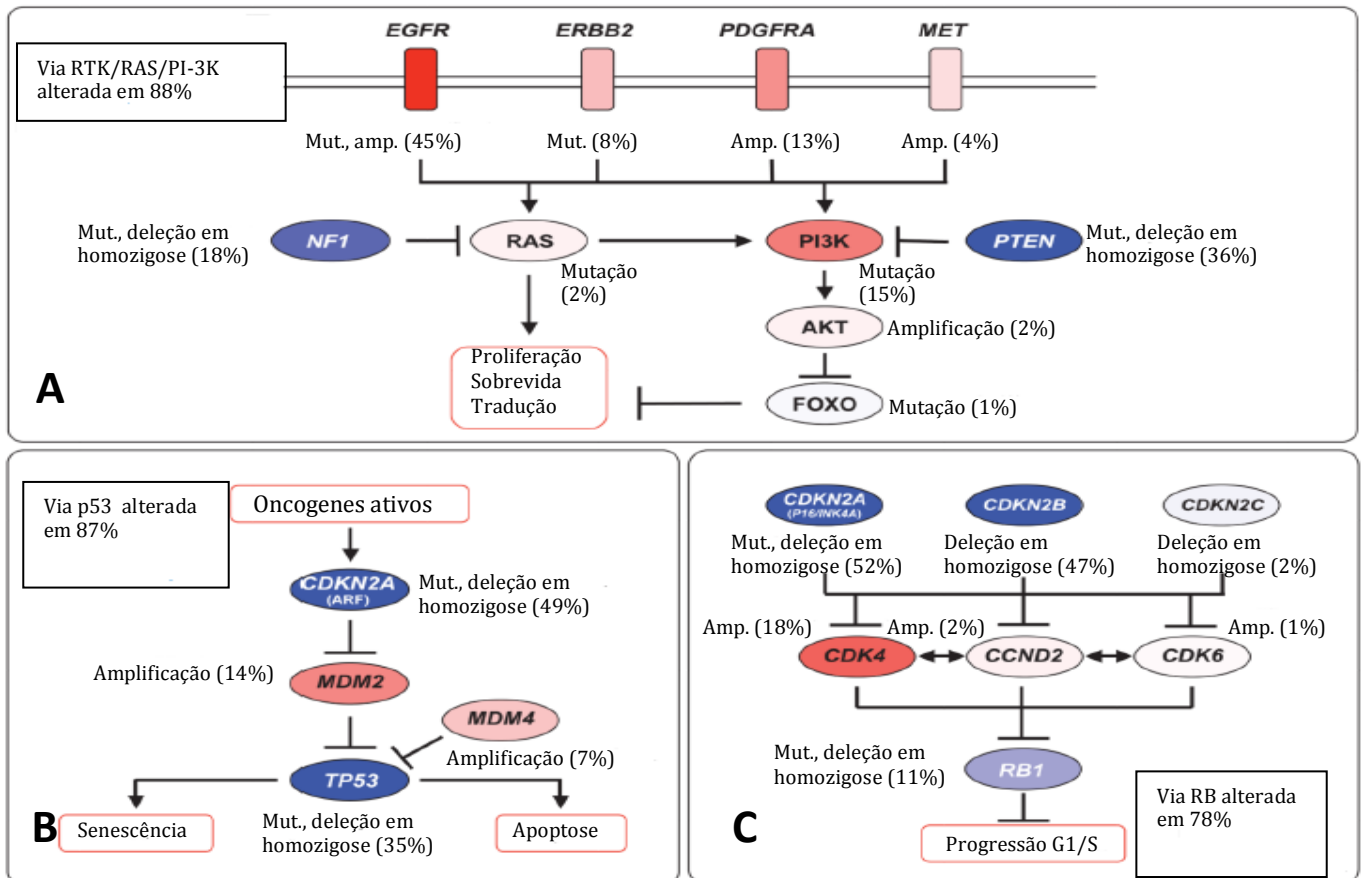 EGFR
ERBB2
PDGFRA
MET
Via RTK/RAS/PI-3K
alterada em 88%
Mut., amp. (45%)
Mut. (8%)
Amp. (13%)
Amp. (4%)
Mut., deleção em
homozigose (18%)
NF1
RAS
PI3K
PTEN
Mut., deleção em
homozigose (36%)
Mutação
(2%)
Mutação
(15%)
AKT
Amplificação (2%)
Proliferação
Sobrevida
Tradução
FOXO
Mutação (1%)
A
Via p53 alterada
em 87%
Oncogenes ativos
CDKN2A
(ARF)
Mut., deleção em
homozigose (49%)
Amplificação (14%)
MDM2
MDM4
Amplificação (7%)
TP53
Senescência
Mut., deleção em
homozigose (35%)
Apoptose
B
CDKN2A
(P16/INK4A)
CDKN2B
CDKN2C
Mut., deleção em
homozigose (52%)
Deleção em
homozigose (47%)
Deleção em
homozigose (2%)
Amp. (18%)
Amp. (2%)
Amp. (1%)
CDK4
CCND2
CDK6
Mut., deleção em
homozigose (11%)
RB1
Via RB alterada
em 78%
Progressão G1/S
C